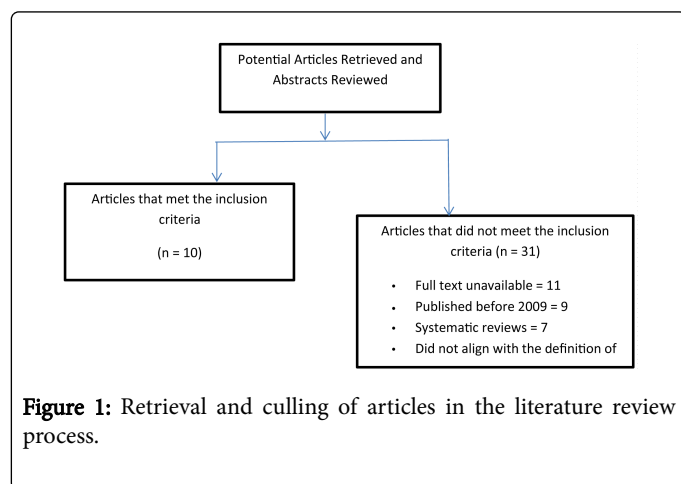 Potential Articles Retrieved and
Abstracts Reviewed
Articles that met the inclusion
criteria
(n = 10)
Articles that did not meet the inclusion
criteria (n = 31)
• Full text unavailable = 11
• Published before 2009 = 9
• Systematic reviews = 7
• Did not align with the definition of
Figure 1: Retrieval and culling of articles in the literature review
process.